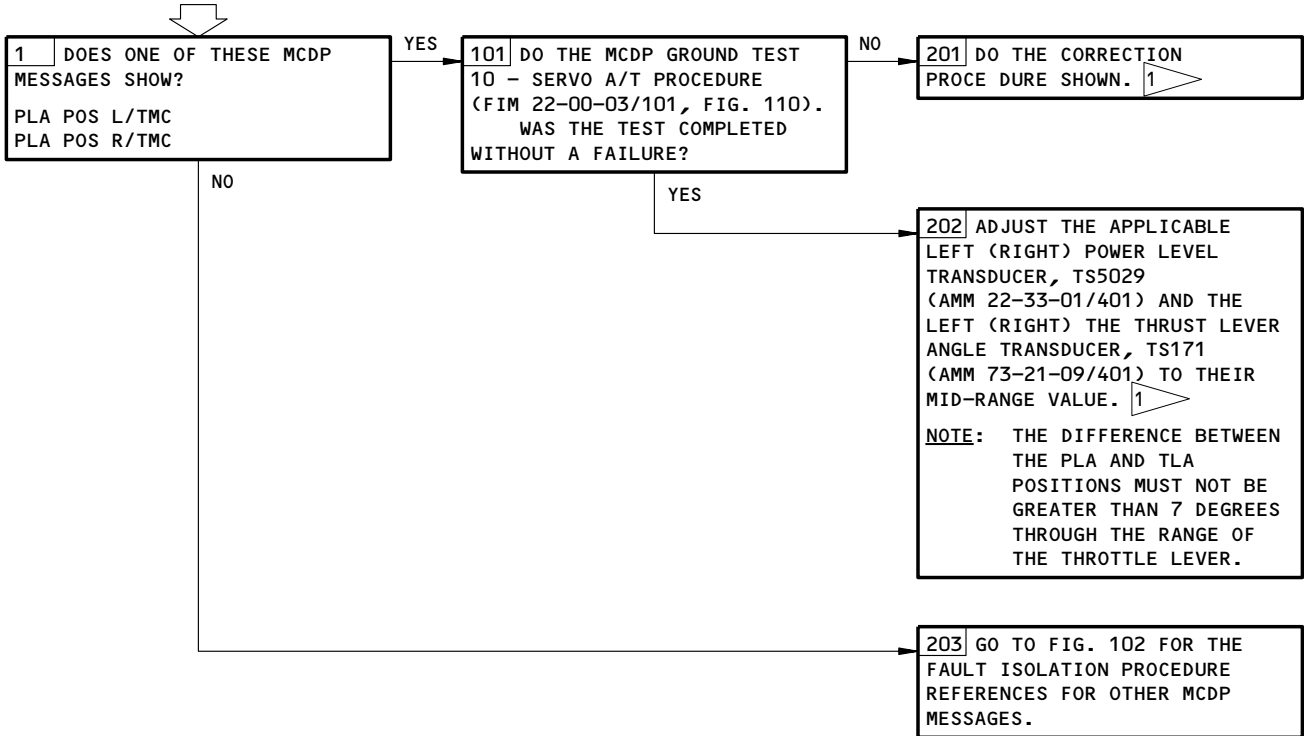 1 DOES ONE OF THESE MCDP
MESSAGES SHOW?
PLA POS L/TMC
PLA POS R/TMC
YES
NO
101 DO THE MCDP GROUND TEST
10 – SERVO A/T PROCEDURE
(FIM 22-00-03/101, FIG. 110).
WAS THE TEST COMPLETED
WITHOUT A FAILURE?
NO
YES
201 DO THE CORRECTION
PROCE DURE SHOWN. 1
202 ADJUST THE APPLICABLE
LEFT (RIGHT) POWER LEVEL
TRANSDUCER, TS5029
(AMM 22-33-01/401) AND THE
LEFT (RIGHT) THE THRUST LEVER
ANGLE TRANSDUCER, TS171
(AMM 73-21-09/401) TO THEIR
MID-RANGE VALUE. 1
NOTE: THE DIFFERENCE BETWEEN
THE PLA AND TLA
POSITIONS MUST NOT BE
GREATER THAN 7 DEGREES
THROUGH THE RANGE OF
THE THROTTLE LEVER.
203 GO TO FIG. 102 FOR THE
FAULT ISOLATION PROCEDURE
REFERENCES FOR OTHER MCDP
MESSAGES.